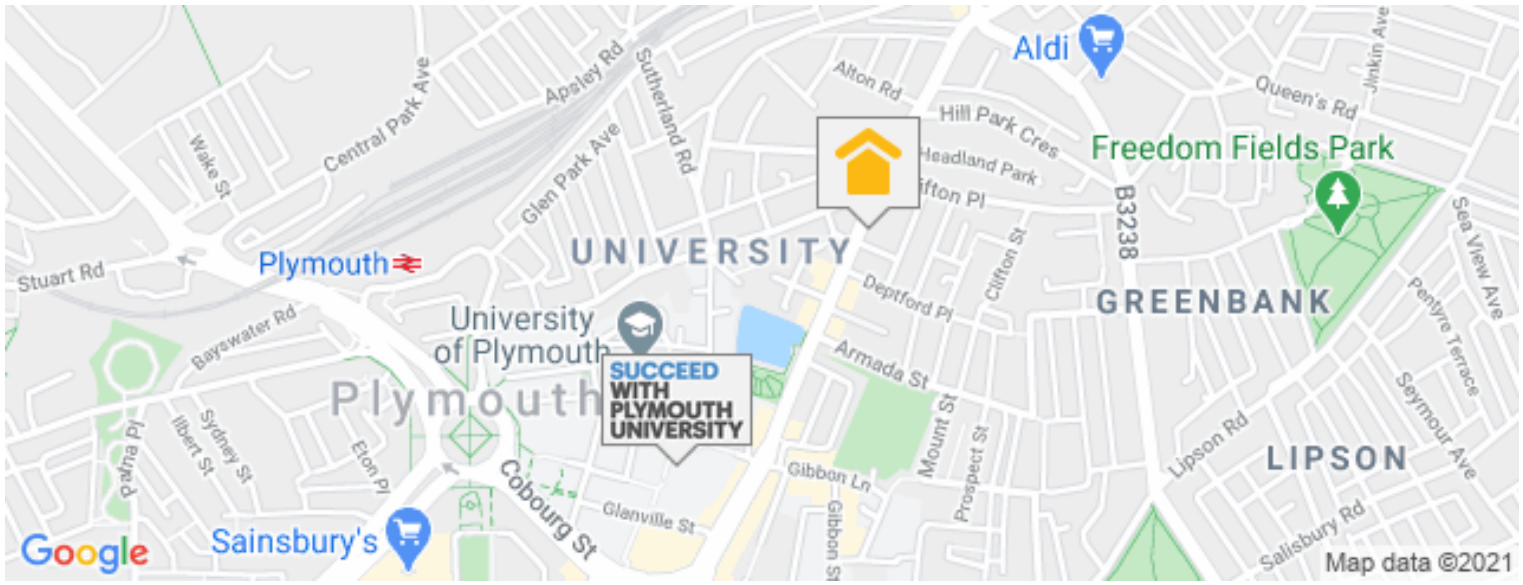 Aldi
Jinkin Ave
Apsley Rd
Sutherland Rd
Alton Rd
Queen's Rd
Central Park Ave
Hill Park Cres
Wake St
Glen Park Ave
Headland Park
Freedom Fields Park
ifton Pl
B3238
Sea View Ave
UNIVERSITY
Clifton St
Plymouth
Stuart Rd
Deptford Pl
GREENBANK
Pentyre Terrace
Bayswater Rd
University
of Plymouth
Armada St
SUCCEED
WITH
PLYMOUTH
UNIVERSITY
Plymouth
Seymour Ave
Mount St
Lipson Rd
Patna Pl
Sydney St
Ilbert St
Eton Pl
Prospect St
LIPSON
Cobourg St
Gibbon Ln
Gibbon St
Glanville St
Salisbury Rd
Sainsbury's
Google
Map data ©2021